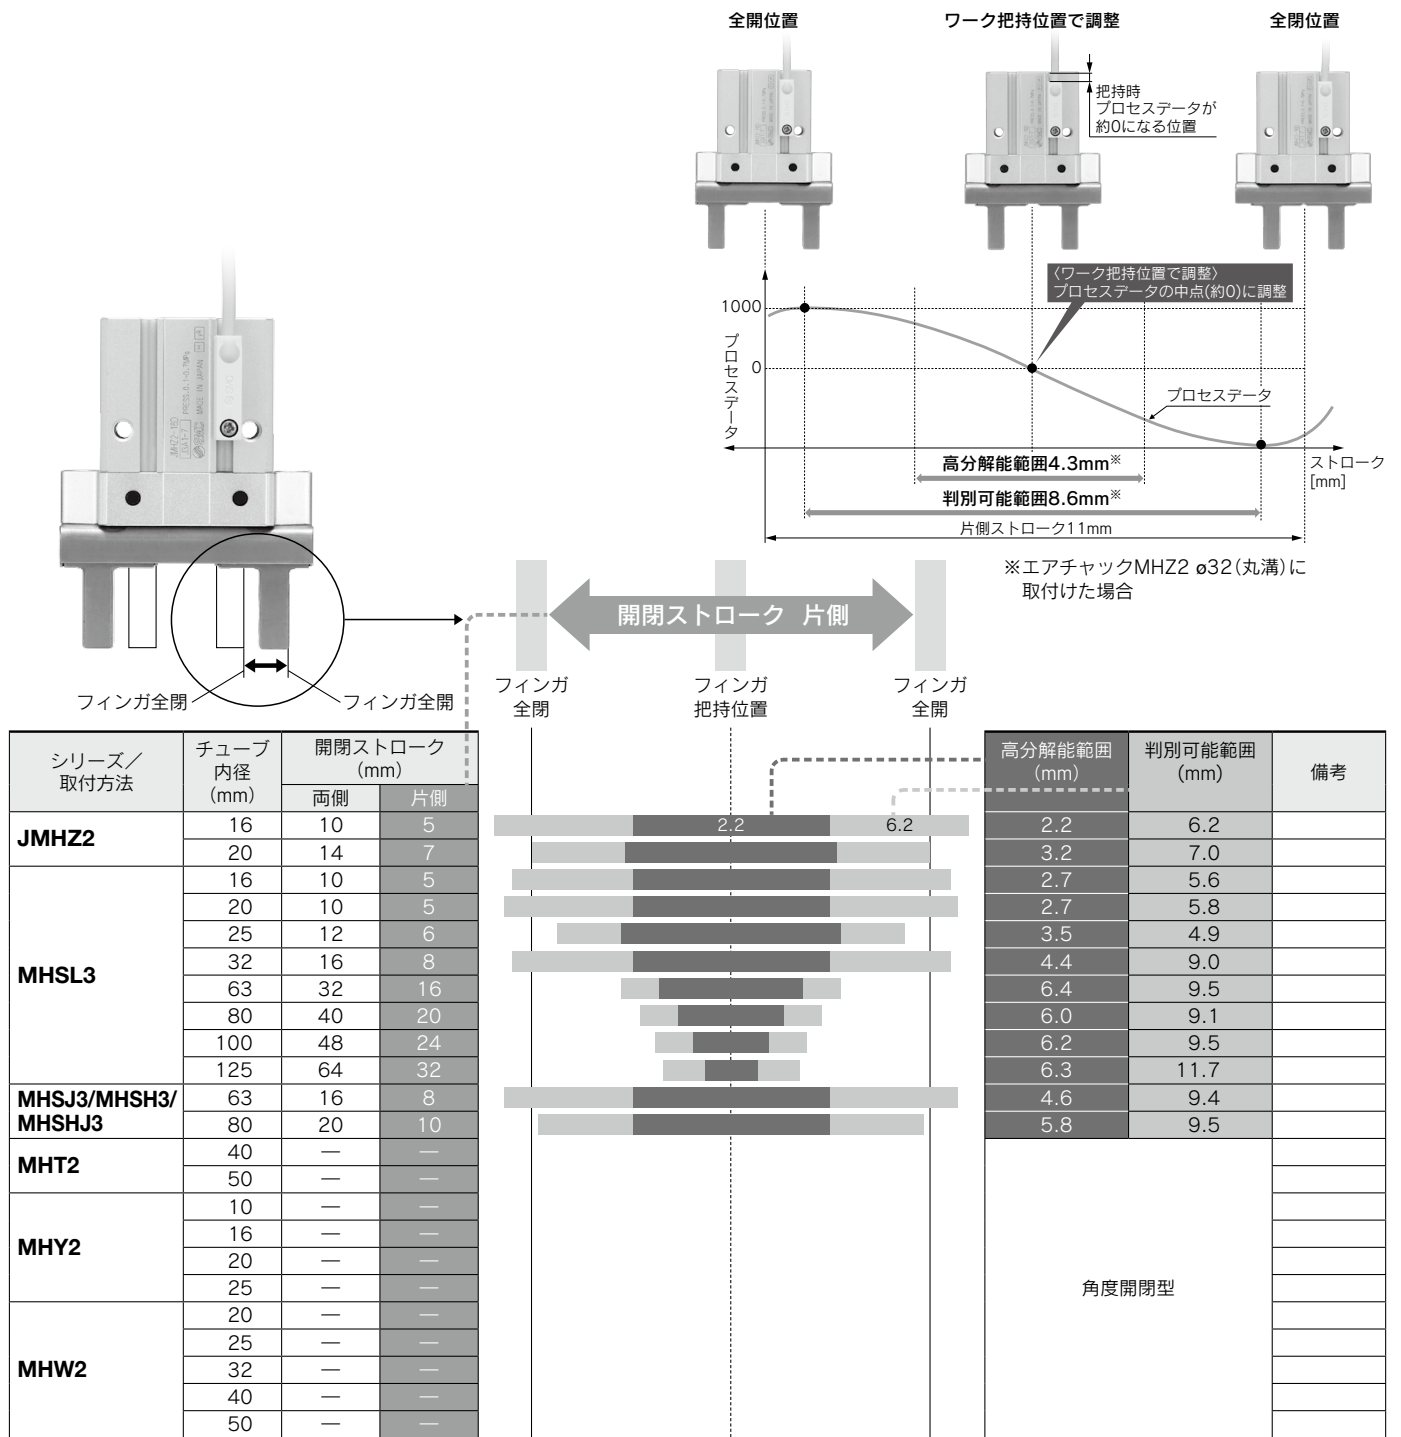 全開位置
ワーク把持位置で調整
全閉位置
把持時
プロセスデータが
約0になる位置
〈ワーク把持位置で調整〉
プロセスデータの中点(約0)に調整
1000
0
プロセスデータ
プロセスデータ
ストローク
[mm]
高分解能範囲4.3mm※
判別可能範囲8.6mm※
片側ストローク11mm
※エアチャックMHZ2 ø32(丸溝)に
取付けた場合
PRESS.0.1~0.7MPa
MADE IN JAPAN
フィンガ全閉
フィンガ全開
開閉ストローク 片側
フィンガ
全閉
フィンガ
把持位置
フィンガ
全開
シリーズ/
取付方法
チューブ
内径
(mm)
開閉ストローク
(mm)
両側 片側
高分解能範囲
(mm)
判別可能範囲
(mm)
備考
JMHZ2
16 10 5 2.2 6.2 2.2 6.2
20 14 7 3.2 7.0
MHSL3
16 10 5 2.7 5.6
20 10 5 2.7 5.8
25 12 6 3.5 4.9
32 16 8 4.4 9.0
63 32 16 6.4 9.5
80 40 20 6.0 9.1
100 48 24 6.2 9.5
125 64 32 6.3 11.7
MHSJ3/MHSH3/
MHSHJ3
63 16 8 4.6 9.4
80 20 10 5.8 9.5
MHT2
40 — —
50 — —
MHY2
10 — —
16 — —
20 — —
25 — —
角度開閉型
MHW2
20 — —
25 — —
32 — —
40 — —
50 — —